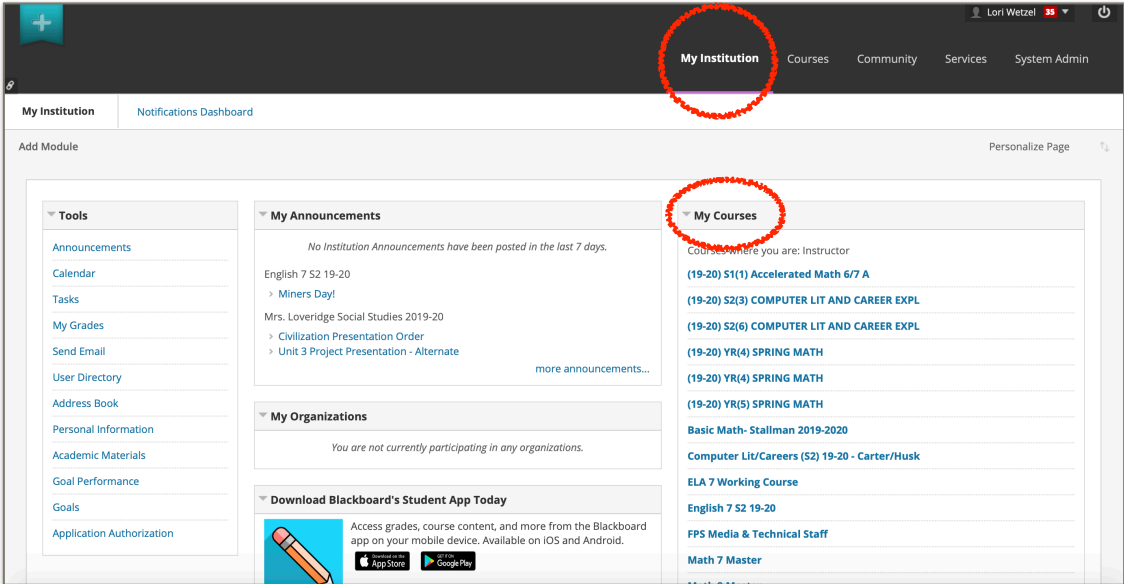 Lori Wetzel 35
My Institution Courses Community Services System Admin
My Institution Notifications Dashboard
Add Module Personalize Page
Tools
Announcements
Calendar
Tasks
My Grades
Send Email
User Directory
Address Book
Personal Information
Academic Materials
Goal Performance
Goals
Application Authorization
My Announcements
No Institution Announcements have been posted in the last 7 days.
English 7 S2 19-20
Miners Day!
Mrs. Loveridge Social Studies 2019-20
Civilization Presentation Order
Unit 3 Project Presentation - Alternate
more announcements...
My Organizations
You are not currently participating in any organizations.
Download Blackboard's Student App Today
Access grades, course content, and more from the Blackboard
app on your mobile device. Available on iOS and Android.
Download on the App Store GET IT ON Google Play
My Courses
Courses where you are: Instructor
(19-20) S1(1) Accelerated Math 6/7 A
(19-20) S2(3) COMPUTER LIT AND CAREER EXPL
(19-20) S2(6) COMPUTER LIT AND CAREER EXPL
(19-20) YR(4) SPRING MATH
(19-20) YR(4) SPRING MATH
(19-20) YR(5) SPRING MATH
Basic Math- Stallman 2019-2020
Computer Lit/Careers (S2) 19-20 - Carter/Husk
ELA 7 Working Course
English 7 S2 19-20
FPS Media & Technical Staff
Math 7 Master